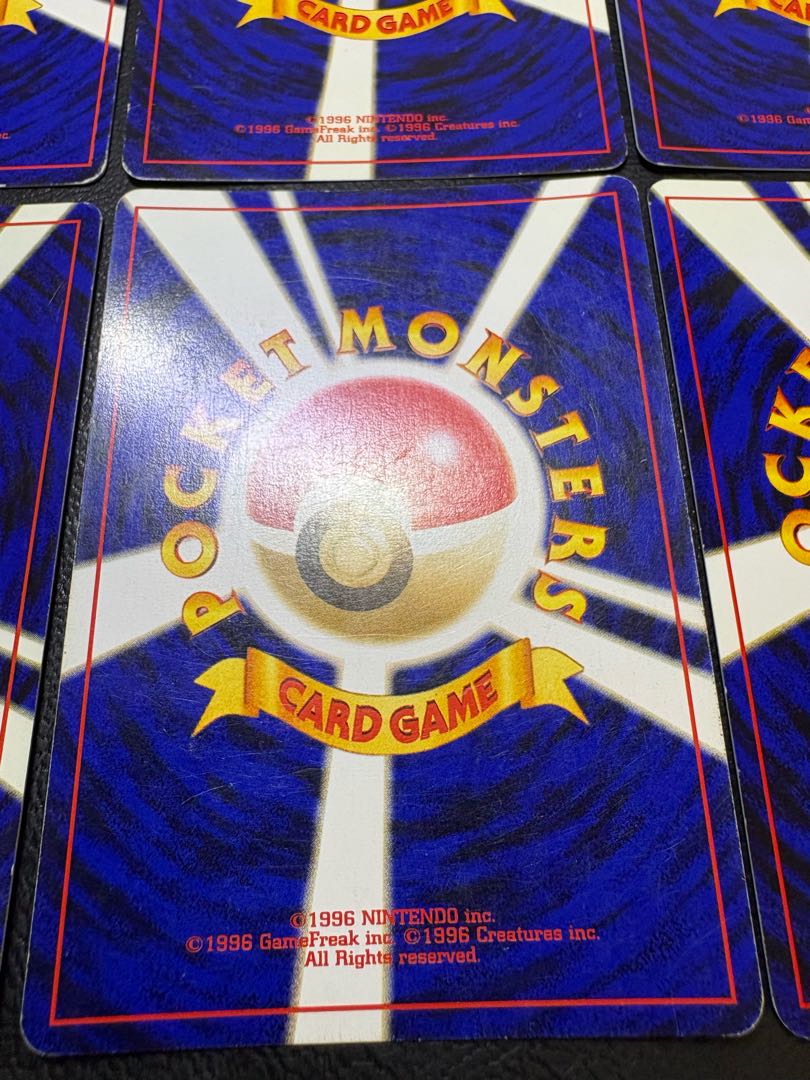 CARD GAME
©1996 NINTENDO inc.
©1996 GameFreak inc. ©1996 Creatures inc.
All Rights reserved.
©1996
nc.
POCKET MONSTERS
CARD GAME
©1996 NINTENDO inc.
©1996 GameFreak inc. ©1996 Creatures inc.
All Rights reserved.